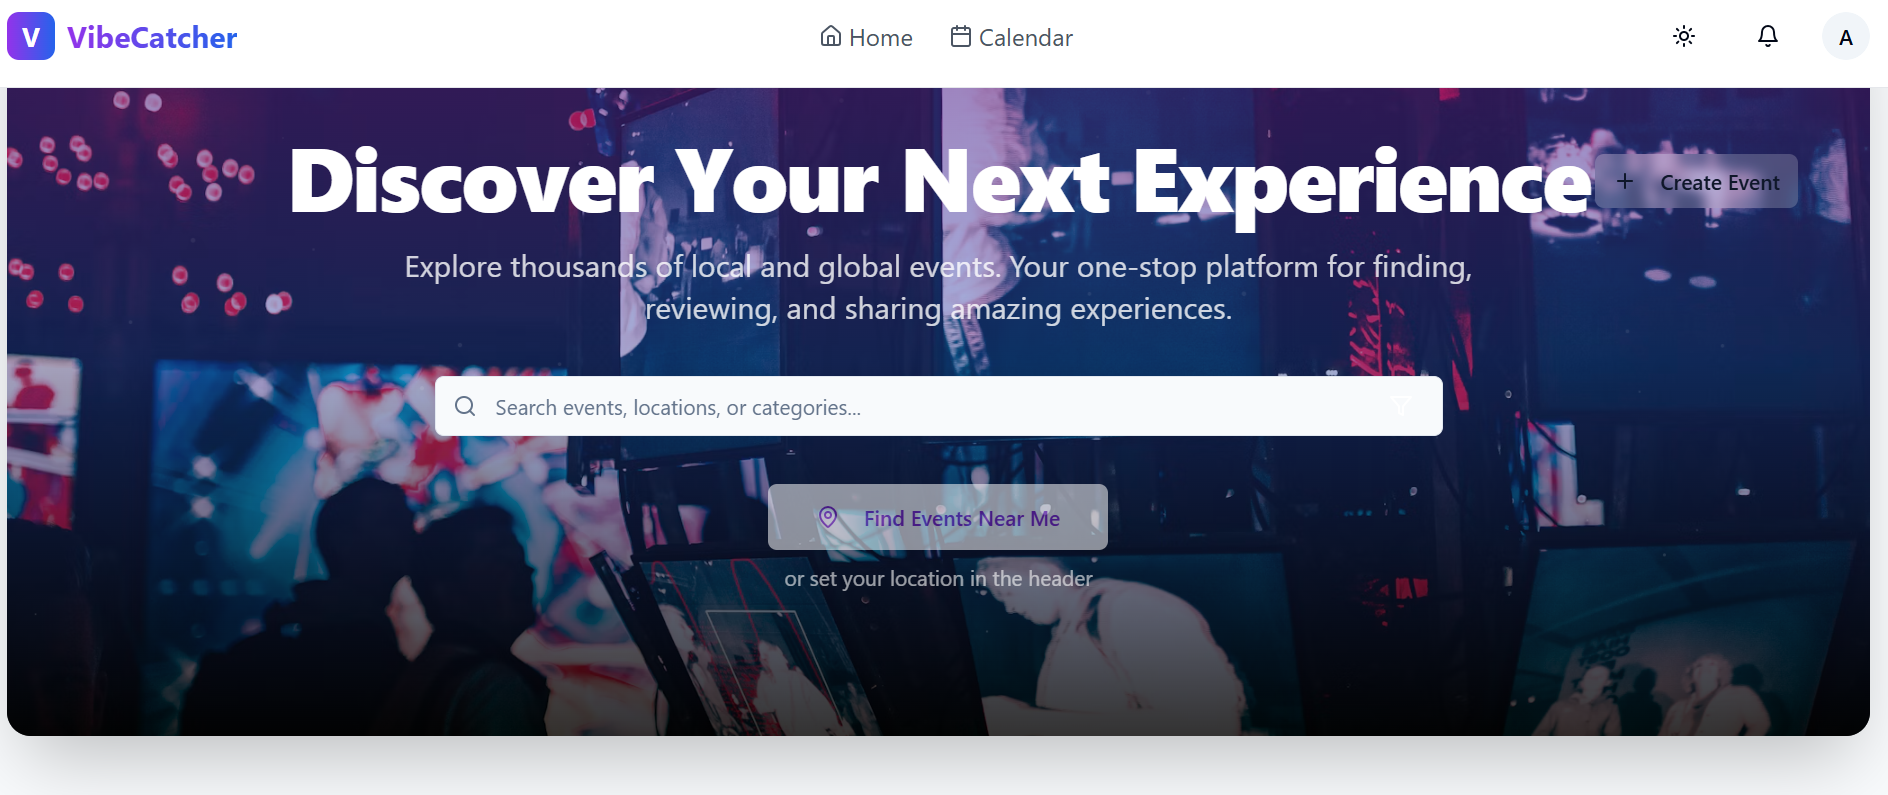 V VibeCatcher
Home
Calendar
A
Discover Your Next Experience
Create Event
Explore thousands of local and global events. Your one-stop platform for finding,
reviewing, and sharing amazing experiences.
Search events, locations, or categories...
Find Events Near Me
or set your location in the header